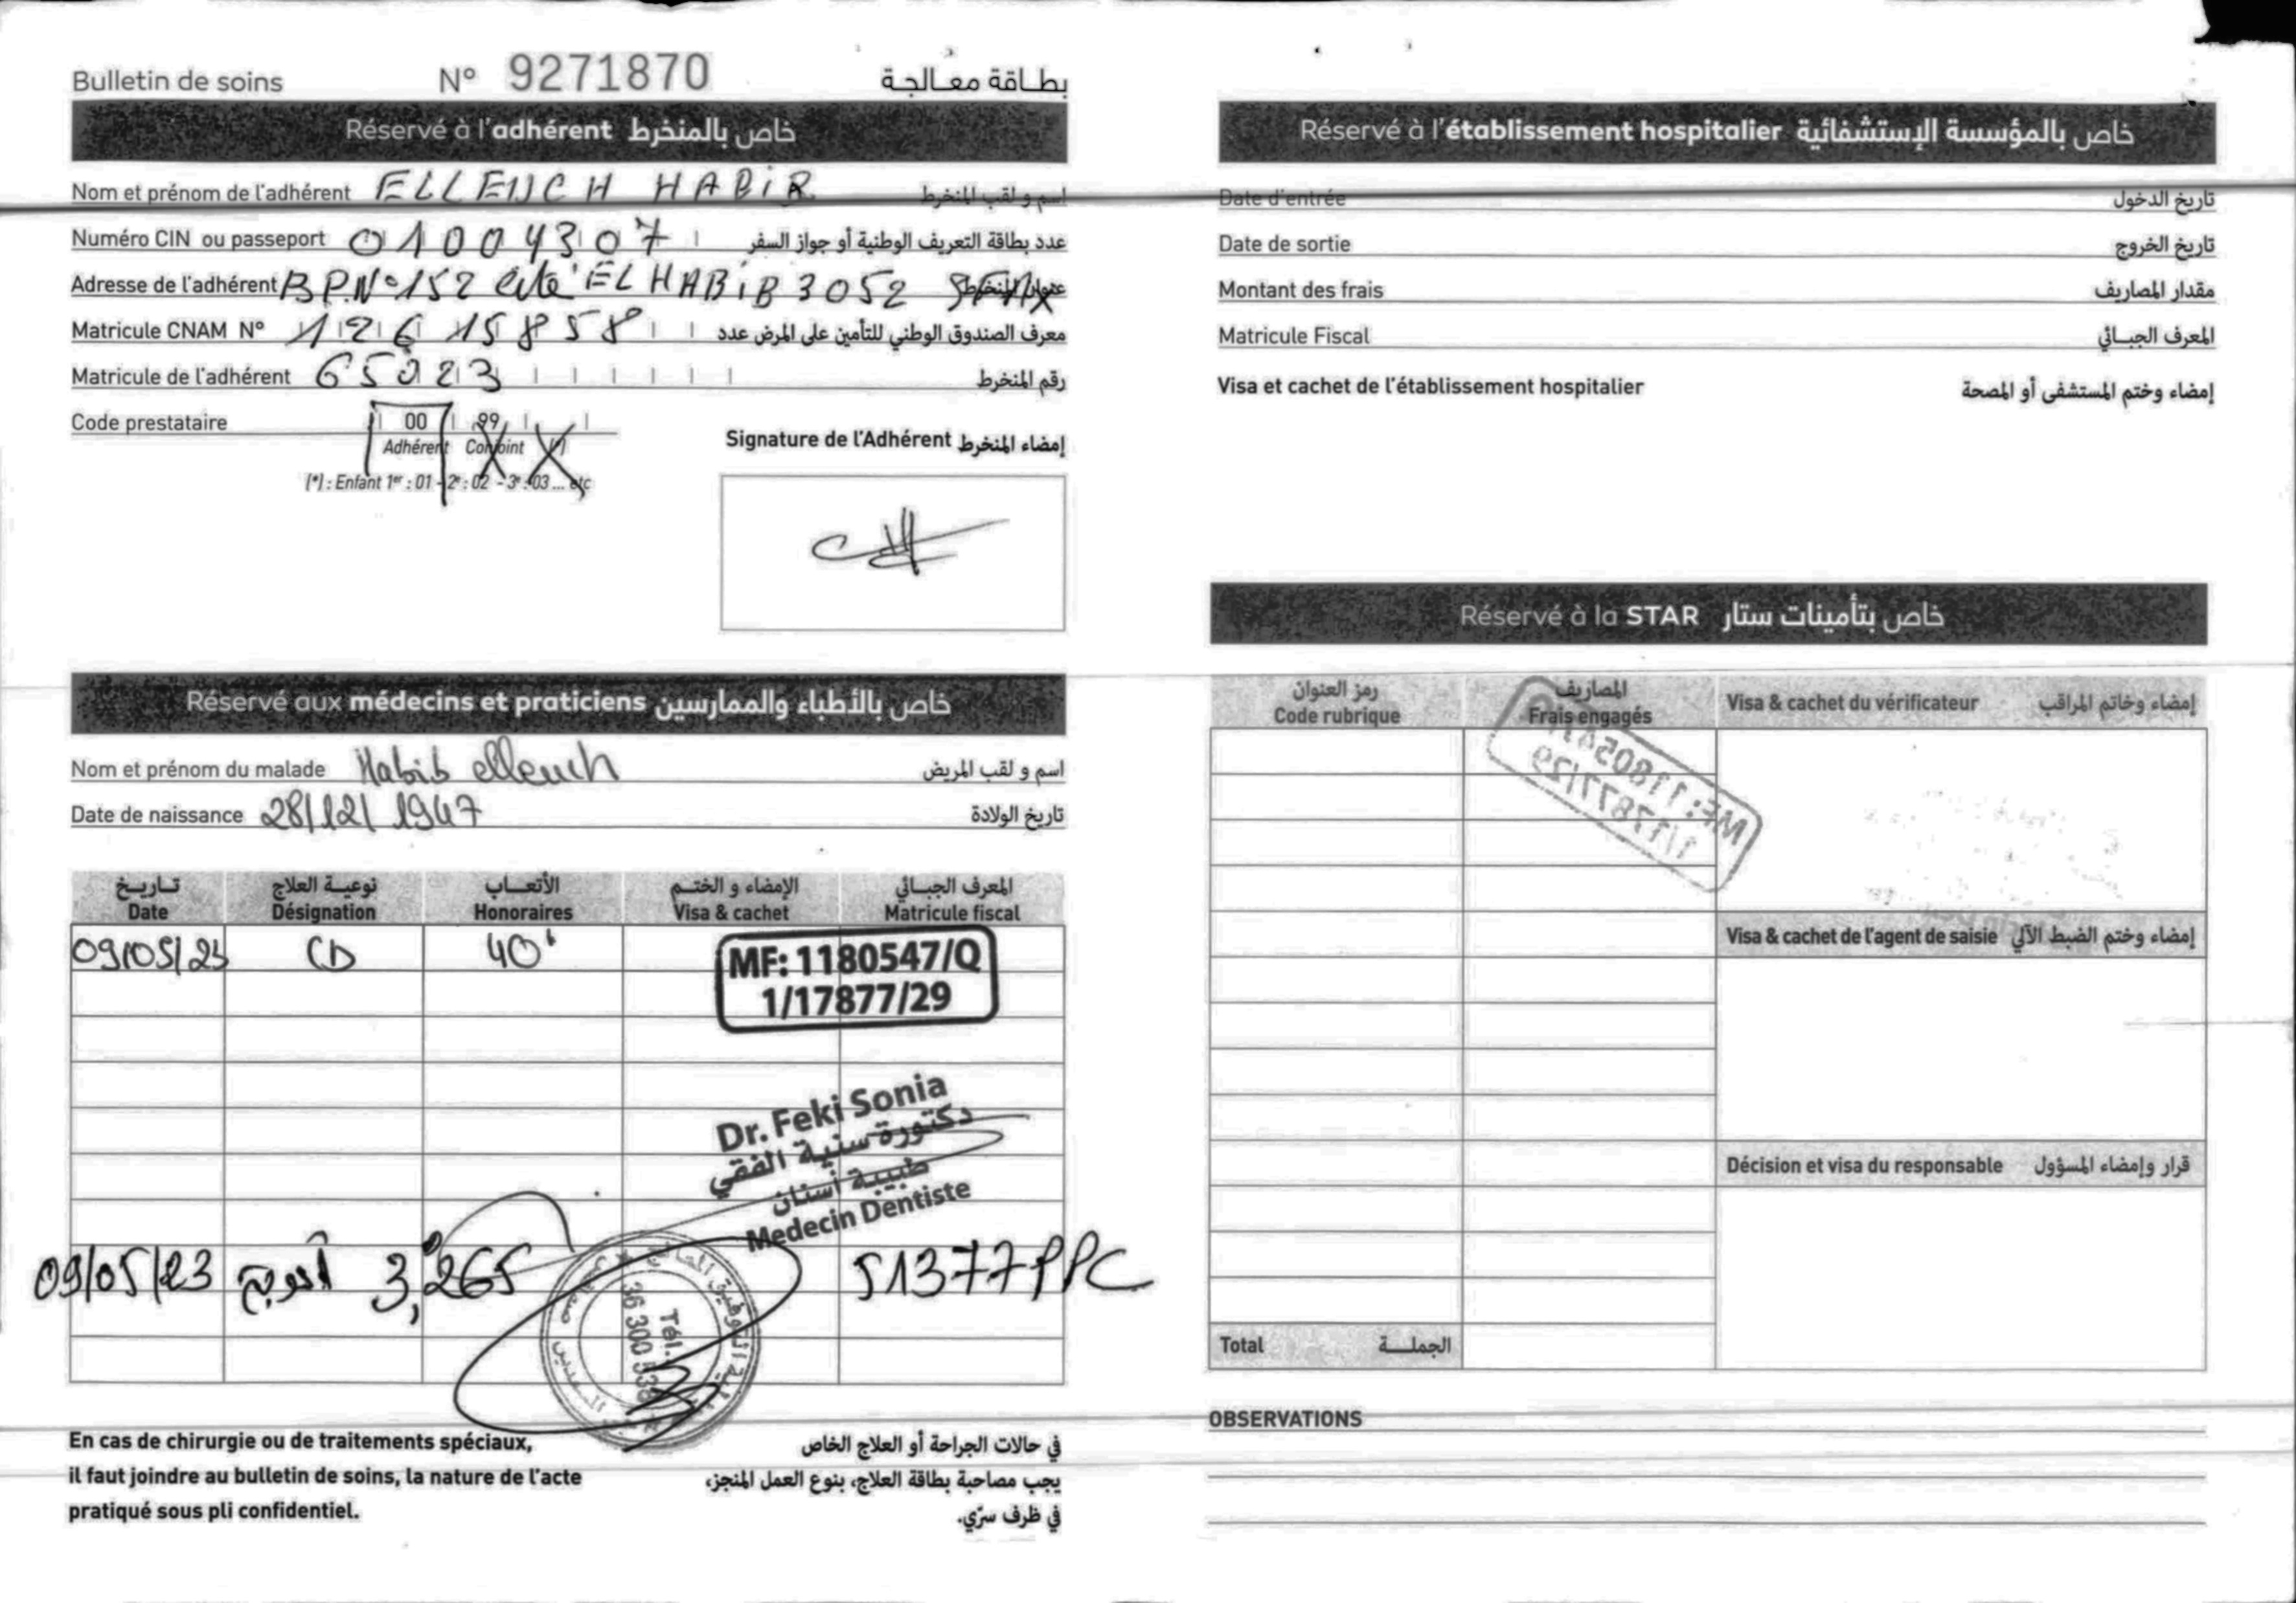 Bulletin de soins N° 9271870 بطاقة معالجة
Réservé à l'adhérent خاص بالمنخرط
Nom et prénom de l'adhérent ELLEUCH HABIB اسم و لقب المنخرط
Numéro CIN ou passeport 01004307 عدد بطاقة التعريف الوطنية أو جواز السفر
Adresse de l'adhérent B.P.N°152 cité EL HABIB 3052 SFAX عنوان المنخرط
Matricule CNAM N° 12615858 معرف الصندوق الوطني للتأمين على المرض عدد
Matricule de l'adhérent 65023 رقم المنخرط
Code prestataire 00 99
Adhérent Conjoint (*)
(*) : Enfant 1er : 01 - 2e : 02 - 3e : 03 ... etc
Signature de l'Adhérent إمضاء المنخرط
Réservé aux médecins et praticiens خاص بالأطباء والممارسين
Nom et prénom du malade Habib elleuch اسم و لقب المريض
Date de naissance 28/12/1947 تاريخ الولادة
تاريخ نوعية العلاج الأتعاب الإمضاء و الختم المعرف الجبائي
Date Désignation Honoraires Visa & cachet Matricule fiscal
09/05/23 CD 40
MF: 1180547/Q
1/17877/29
Dr. Feki Sonia
دكتورة سنية الفقي
طبيبة أسنان
Medecin Dentiste
09/05/23 3,265 51377PPC
Tél.
36 300 538
En cas de chirurgie ou de traitements spéciaux,
il faut joindre au bulletin de soins, la nature de l'acte
pratiqué sous pli confidentiel.
في حالات الجراحة أو العلاج الخاص
يجب مصاحبة بطاقة العلاج، بنوع العمل المنجز،
في ظرف سرّي.
Réservé à l'établissement hospitalier خاص بالمؤسسة الإستشفائية
Date d'entrée تاريخ الدخول
Date de sortie تاريخ الخروج
Montant des frais مقدار المصاريف
Matricule Fiscal المعرف الجبائي
Visa et cachet de l'établissement hospitalier إمضاء وختم المستشفى أو المصحة
Réservé à la STAR خاص بتأمينات ستار
رمز العنوان المصاريف
Code rubrique Frais engagés Visa & cachet du vérificateur إمضاء وخاتم المراقب
MF: 1180547/Q
1/17877/29
Visa & cachet de l'agent de saisie إمضاء وختم الضبط الآلي
Décision et visa du responsable قرار وإمضاء المسؤول
Total الجملة
OBSERVATIONS